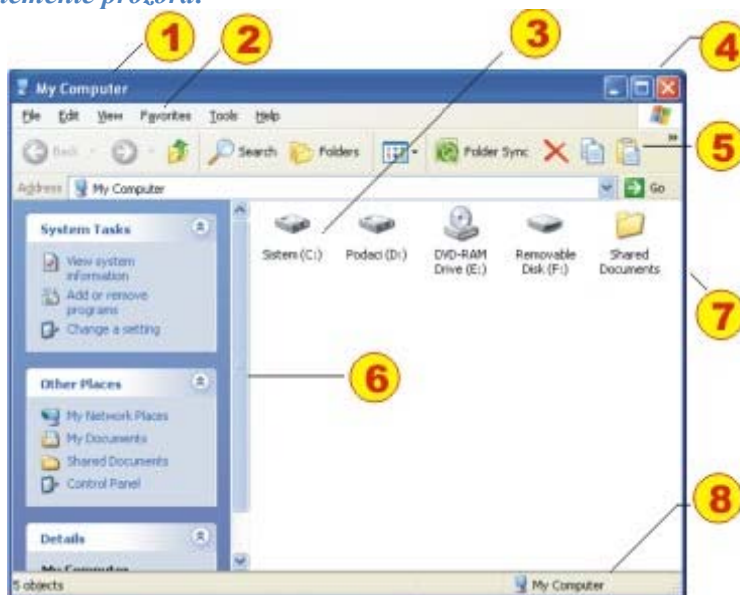 elemente prozora:
1 2 3 4
My Computer
File Edit View Favorites Tools Help
Back Search Folders Folder Sync »
5
Address My Computer Go
System Tasks
View system
information
Add or remove
programs
Change a setting
Sistem (C:) Podaci (D:) DVD-RAM
Drive (E:) Removable
Disk (F:) Shared
Documents
7
6
Other Places
My Network Places
My Documents
Shared Documents
Control Panel
8
Details
My Computer
5 objects My Computer